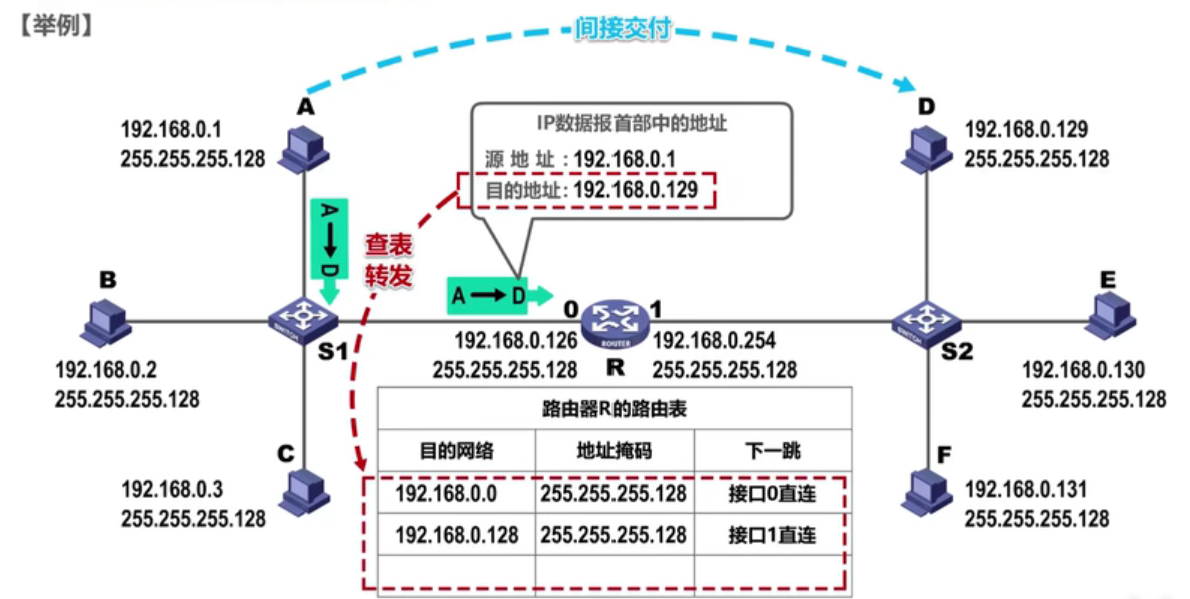 【举例】
间接交付
A
192.168.0.1
255.255.255.128
D
192.168.0.129
255.255.255.128
IP数据报首部中的地址
源 地 址 : 192.168.0.1
目的地址: 192.168.0.129
A
D
查表
转发
A
D
B
192.168.0.2
255.255.255.128
SWITCH
S1
0
192.168.0.126
255.255.255.128
ROUTER
R
1
192.168.0.254
255.255.255.128
SWITCH
S2
E
192.168.0.130
255.255.255.128
C
192.168.0.3
255.255.255.128
F
192.168.0.131
255.255.255.128
路由器R的路由表
目的网络 地址掩码 下一跳
192.168.0.0 255.255.255.128 接口0直连
192.168.0.128 255.255.255.128 接口1直连